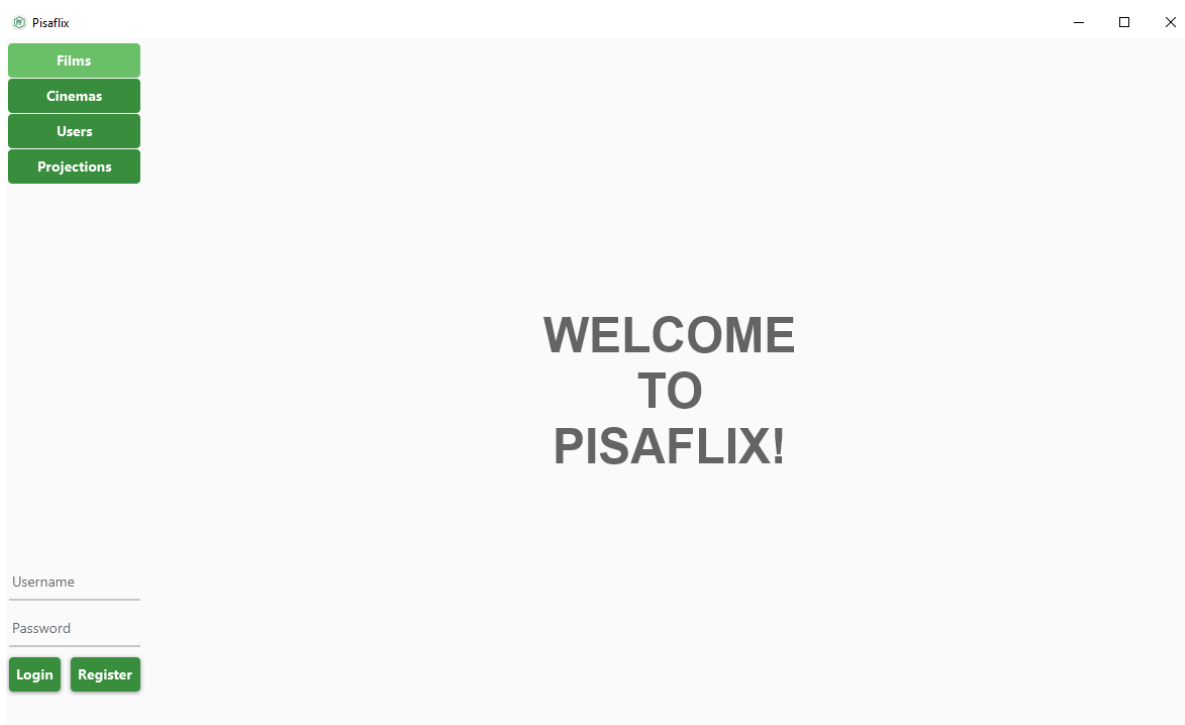 Pisaflix
Films
Cinemas
Users
Projections
WELCOME
TO
PISAFLIX!
Username
Password
Login Register